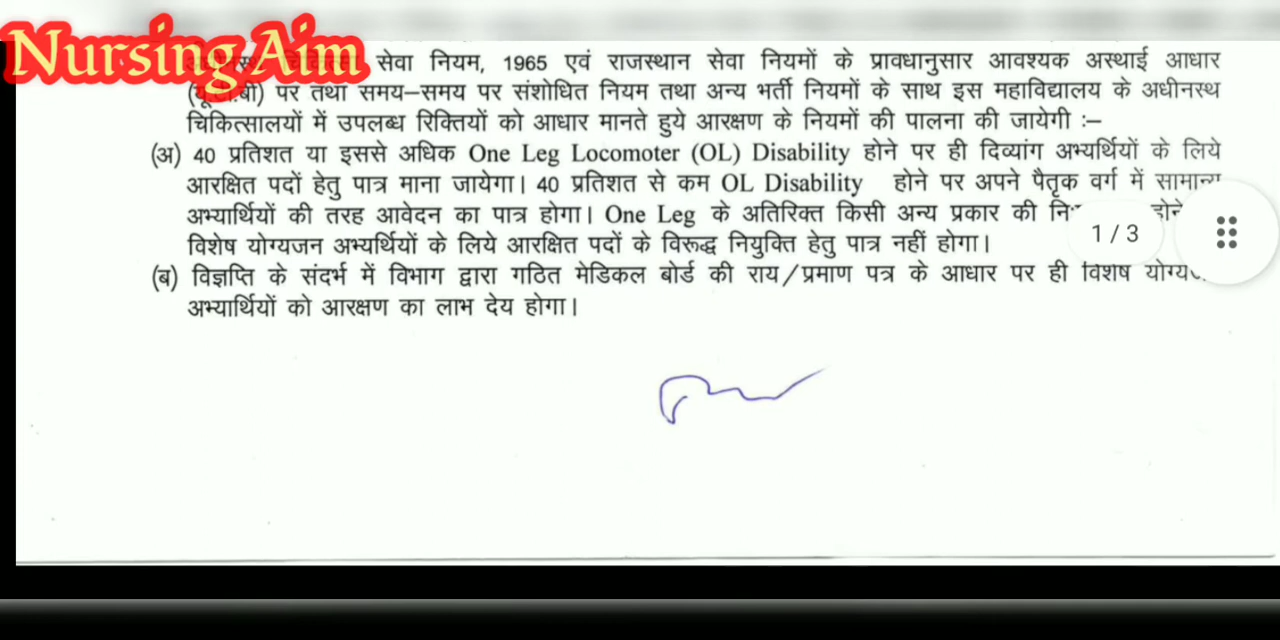 Nursing Aim
सेवा नियम, 1965 एवं राजस्थान सेवा नियमों के प्रावधानुसार आवश्यक अस्थाई आधार
पर तथा समय–समय पर संशोधित नियम तथा अन्य भर्ती नियमों के साथ इस महाविद्यालय के अधीनस्थ
चिकित्सालयों में उपलब्ध रिक्तियों को आधार मानते हुये आरक्षण के नियमों की पालना की जायेगी :–
(अ) 40 प्रतिशत या इससे अधिक One Leg Locomoter (OL) Disability होने पर ही दिव्यांग अभ्यर्थियों के लिये
आरक्षित पदों हेतु पात्र माना जायेगा। 40 प्रतिशत से कम OL Disability होने पर अपने पैतृक वर्ग में सामान्य
अभ्यार्थियों की तरह आवेदन का पात्र होगा। One Leg के अतिरिक्त किसी अन्य प्रकार की होने
विशेष योग्यजन अभ्यर्थियों के लिये आरक्षित पदों के विरूद्ध नियुक्ति हेतु पात्र नहीं होगा।
1 / 3
(ब) विज्ञप्ति के संदर्भ में विभाग द्वारा गठित मेडिकल बोर्ड की राय/प्रमाण पत्र के आधार पर ही विशेष
अभ्यार्थियों को आरक्षण का लाभ देय होगा।